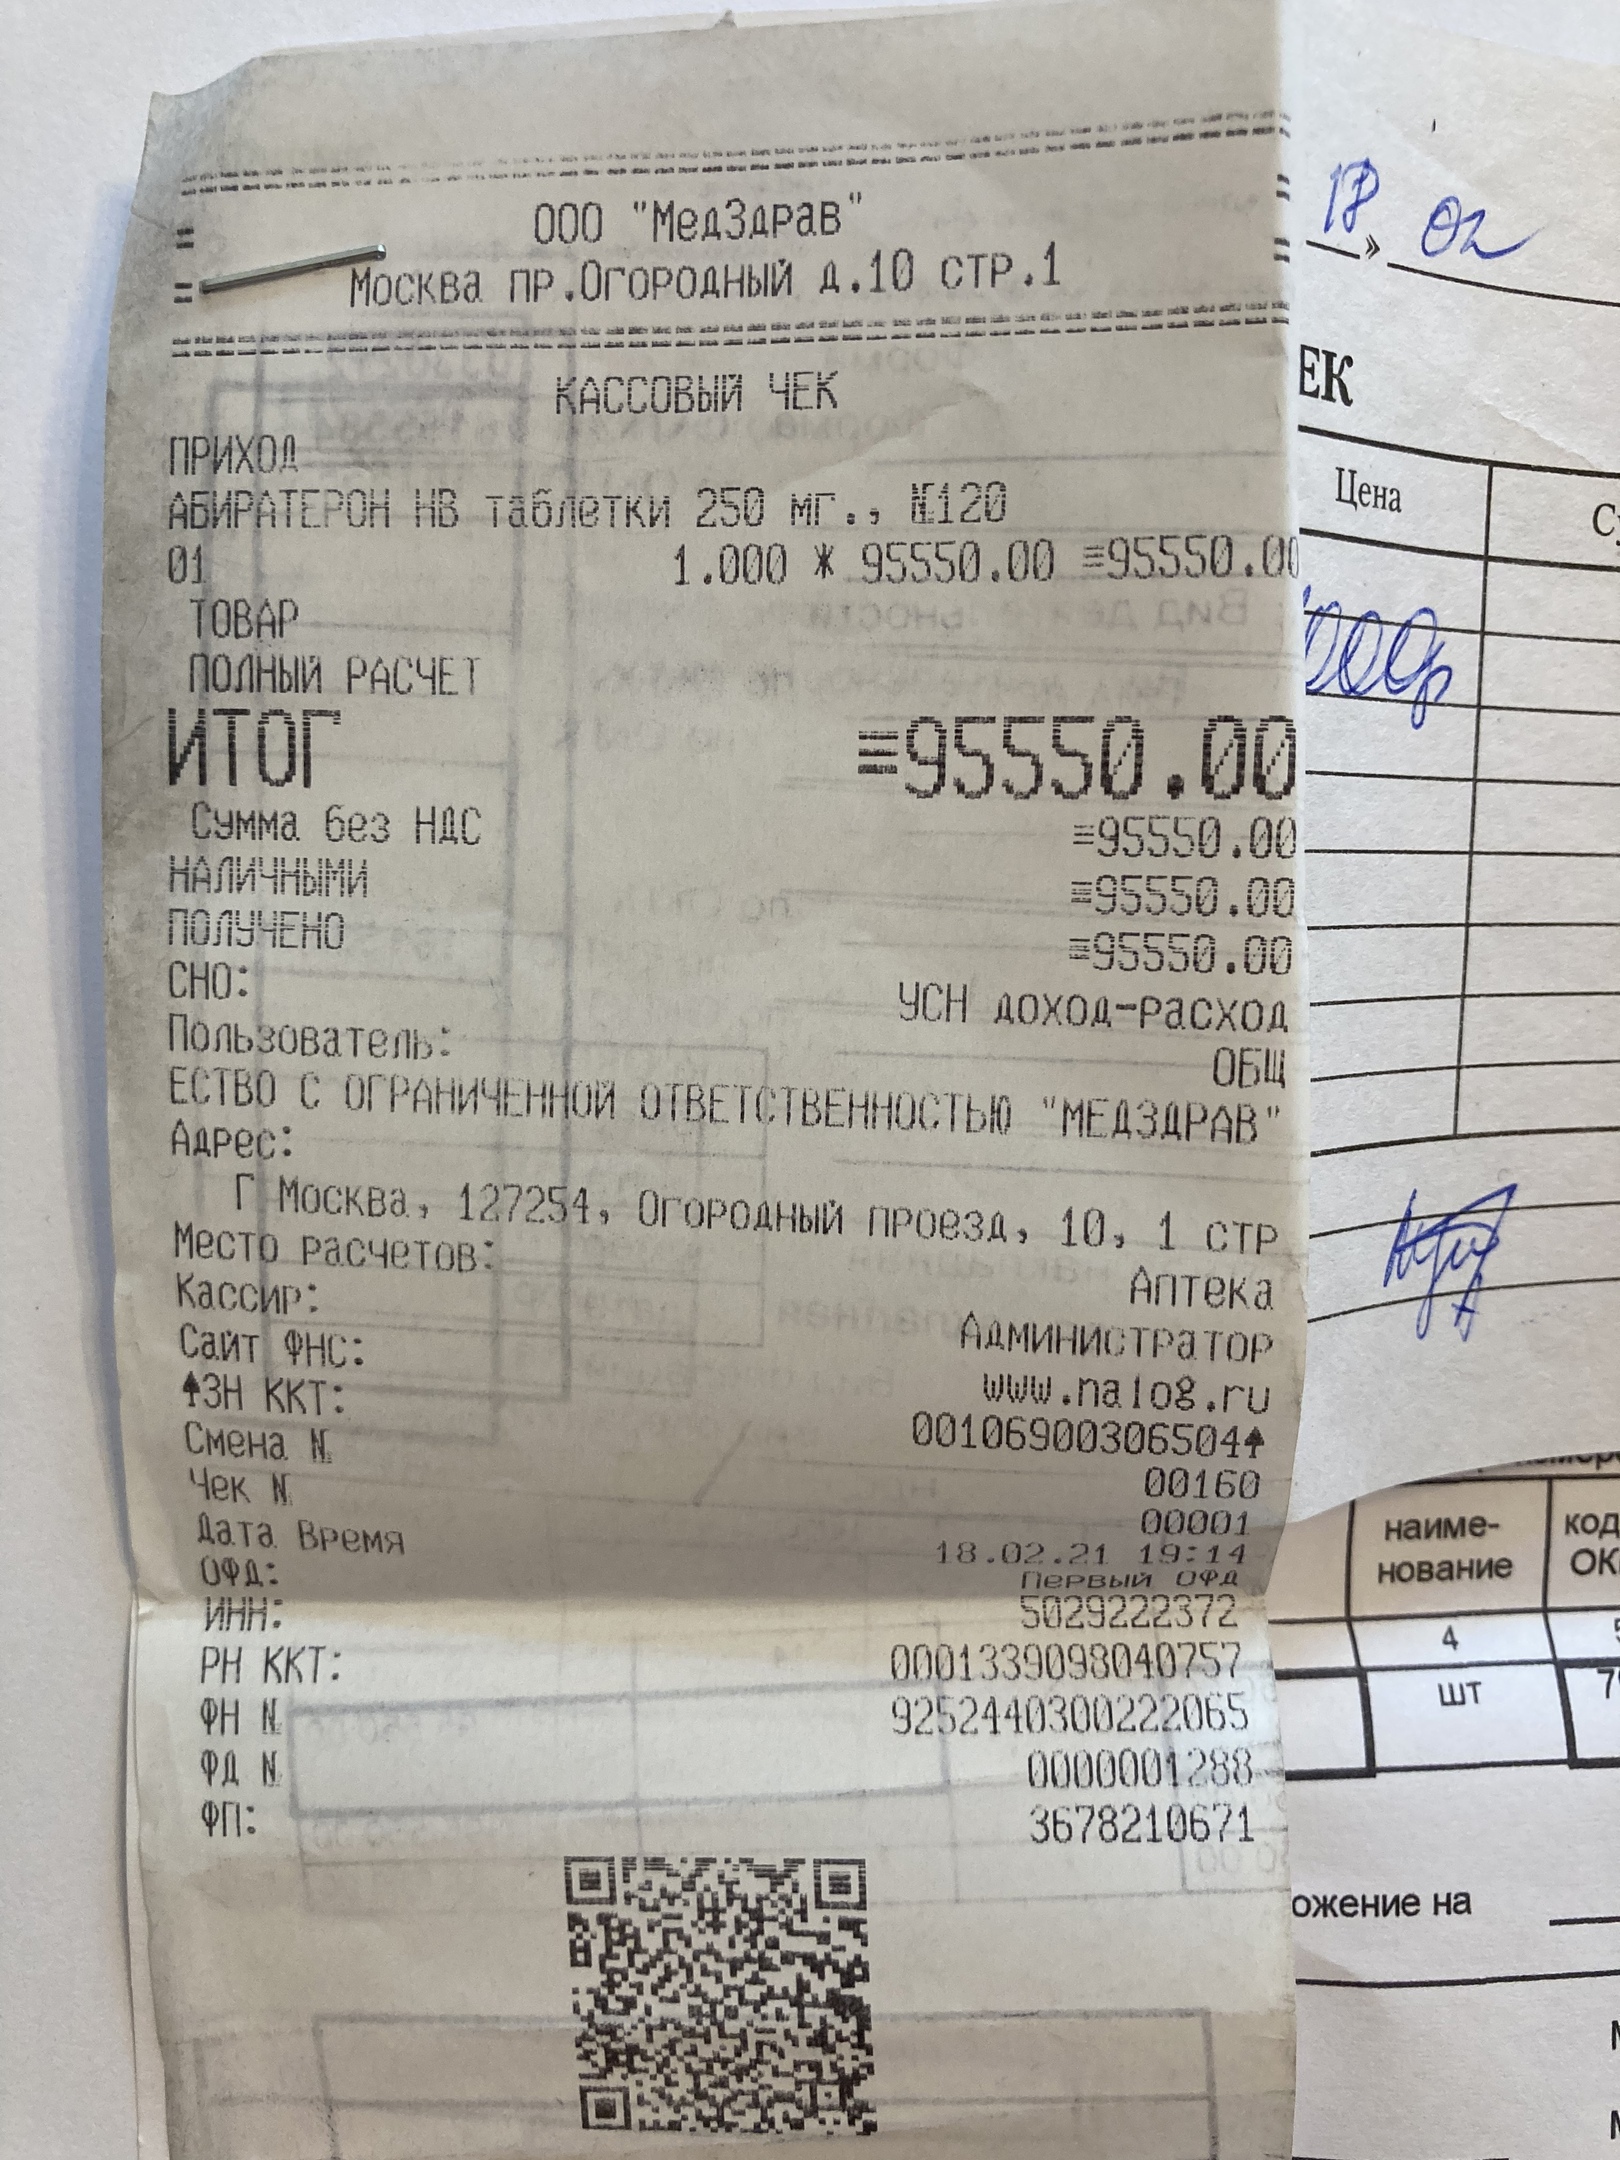 ООО "МедЗдрав"
Москва пр.Огородный д.10 стр.1
КАССОВЫЙ ЧЕК
ПРИХОД
АБИРАТЕРОН НВ таблетки 250 мг., №120
01 1.000 * 95550.00 ≡95550.00
ТОВАР
ПОЛНЫЙ РАСЧЕТ
ИТОГ ≡95550.00
Сумма без НДС ≡95550.00
НАЛИЧНЫМИ ≡95550.00
ПОЛУЧЕНО ≡95550.00
СНО: УСН доход-расход
Пользователь: ОБЩ
ЕСТВО С ОГРАНИЧЕННОЙ ОТВЕТСТВЕННОСТЬЮ "МЕДЗДРАВ"
Адрес:
Г Москва, 127254, Огородный проезд, 10, 1 стр
Место расчетов: Аптека
Кассир: Администратор
Сайт ФНС: www.nalog.ru
ЗН ККТ: 00106900306504
Смена № 00160
Чек № 00001
Дата Время 18.02.21 19:14
ОФД: Первый ОФД
ИНН: 5029222372
РН ККТ: 0001339098040757
ФН № 9252440300222065
ФД № 0000001288
ФП: 3678210671
18 » 02
ЕК
Цена
000р
наиме-
нование
код
4
шт
ожение на